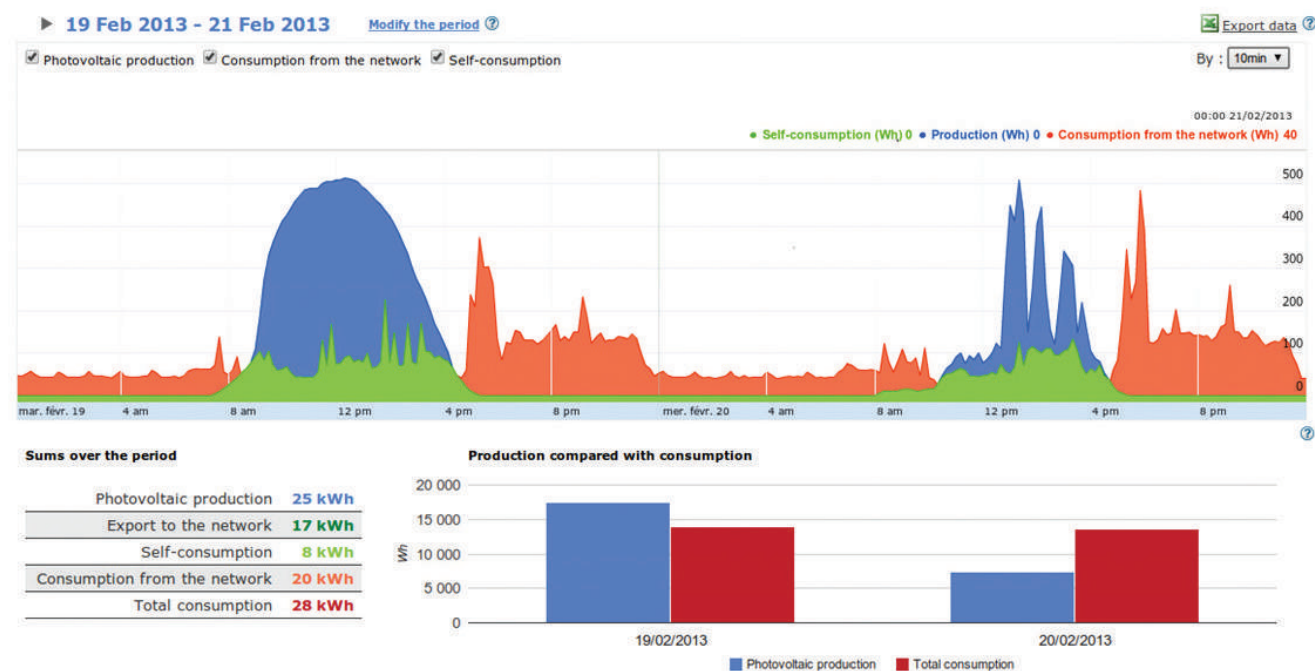 19 Feb 2013 - 21 Feb 2013 Modify the period ? Export data ?
Photovoltaic production Consumption from the network Self-consumption By : 10min
00:00 21/02/2013
Self-consumption (Wh) 0 Production (Wh) 0 Consumption from the network (Wh) 40
500
400
300
200
100
0
mar. févr. 19 4 am 8 am 12 pm 4 pm 8 pm mer. févr. 20 4 am 8 am 12 pm 4 pm 8 pm
?
Sums over the period
Photovoltaic production 25 kWh
Export to the network 17 kWh
Self-consumption 8 kWh
Consumption from the network 20 kWh
Total consumption 28 kWh
Production compared with consumption
20 000
15 000
10 000
5 000
0
Wh
19/02/2013 20/02/2013
Photovoltaic production Total consumption